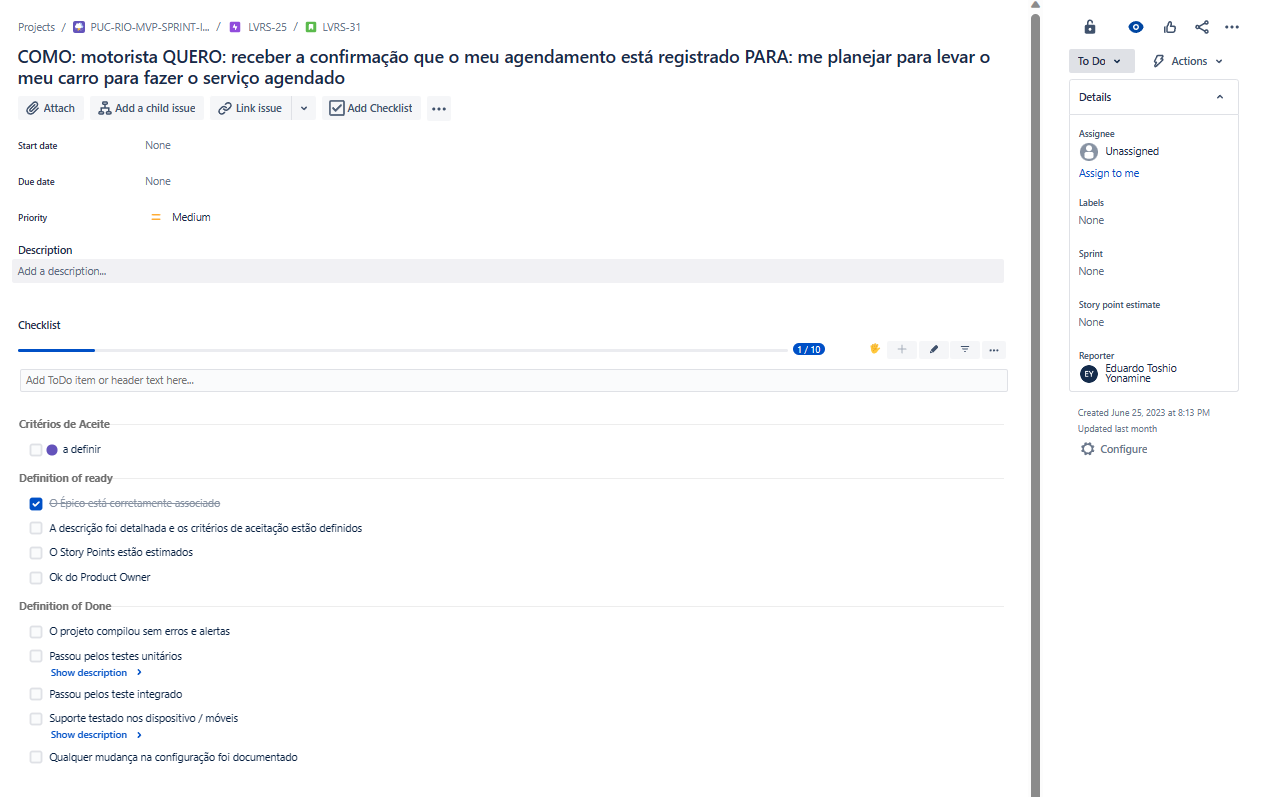 Projects / PUC-RIO-MVP-SPRINT-I... / LVRS-25 / LVRS-31
COMO: motorista QUERO: receber a confirmação que o meu agendamento está registrado PARA: me planejar para levar o
meu carro para fazer o serviço agendado
Attach Add a child issue Link issue Add Checklist
Start date None
Due date None
Priority Medium
Description
Add a description...
Checklist
1 / 10
Add ToDo item or header text here...
Critérios de Aceite
a definir
Definition of ready
O Épico está corretamente associado
A descrição foi detalhada e os critérios de aceitação estão definidos
O Story Points estão estimados
Ok do Product Owner
Definition of Done
O projeto compilou sem erros e alertas
Passou pelos testes unitários
Show description
Passou pelos teste integrado
Suporte testado nos dispositivo / móveis
Show description
Qualquer mudança na configuração foi documentado
To Do Actions
Details
Assignee
Unassigned
Assign to me
Labels
None
Sprint
None
Story point estimate
None
Reporter
EY Eduardo Toshio
Yonamine
Created June 25, 2023 at 8:13 PM
Updated last month
Configure